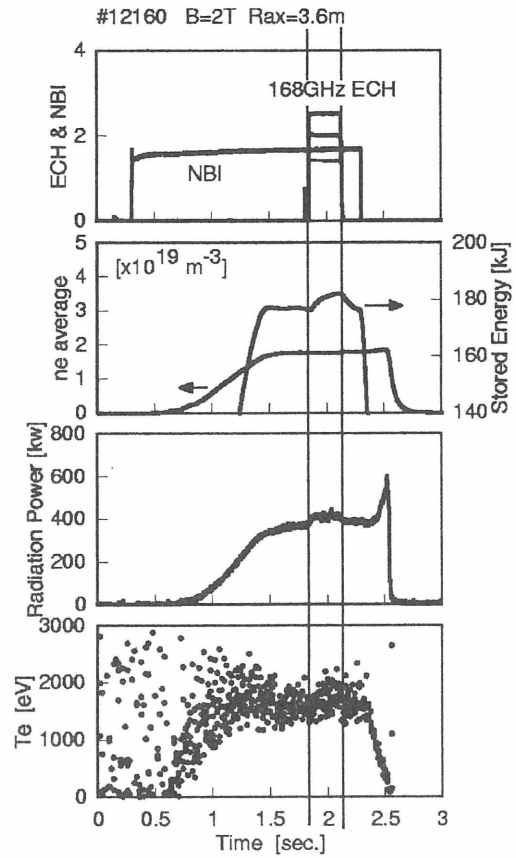 #12160 B=2T Rax=3.6m
4
168GHz ECH
ECH & NBI
2
NBI
0
5
200
[x10^19 m^-3]
4
ne average
3
180
2
160
1
Stored Energy [kJ]
0
140
800
Radiation Power [kw]
600
400
200
0
3000
Te [eV]
2000
1000
0
0 0.5 1 1.5 2 2.5 3
Time [sec.]